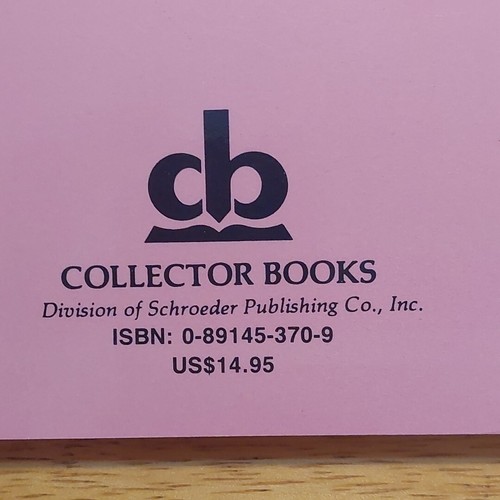 cb
COLLECTOR BOOKS
Division of Schroeder Publishing Co., Inc.
ISBN: 0-89145-370-9
US$14.95